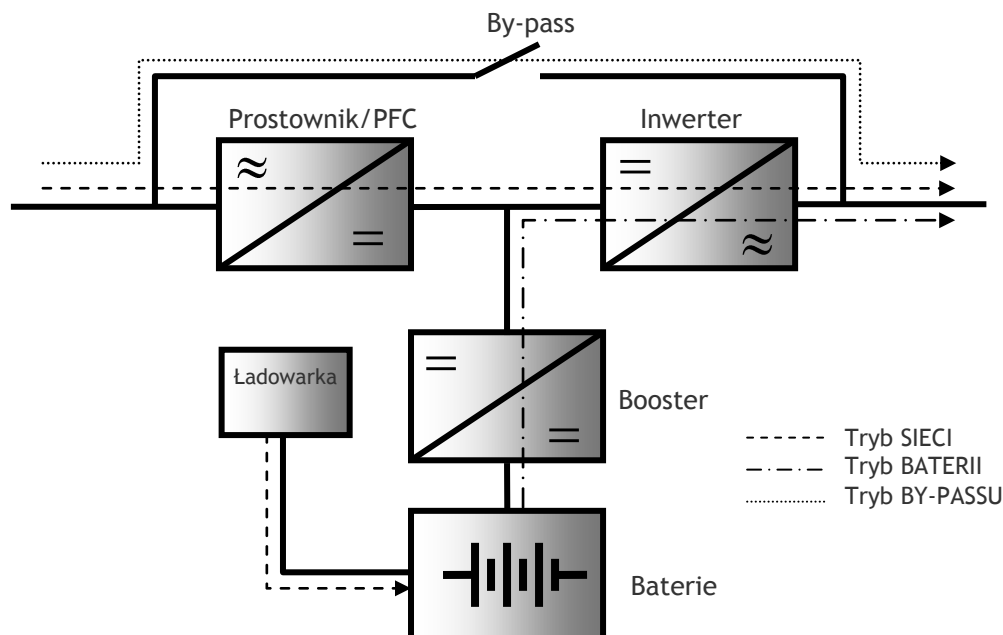 By-pass
Prostownik/PFC
Inwerter
Ładowarka
Booster
Tryb SIECI
Tryb BATERII
Tryb BY-PASSU
Baterie